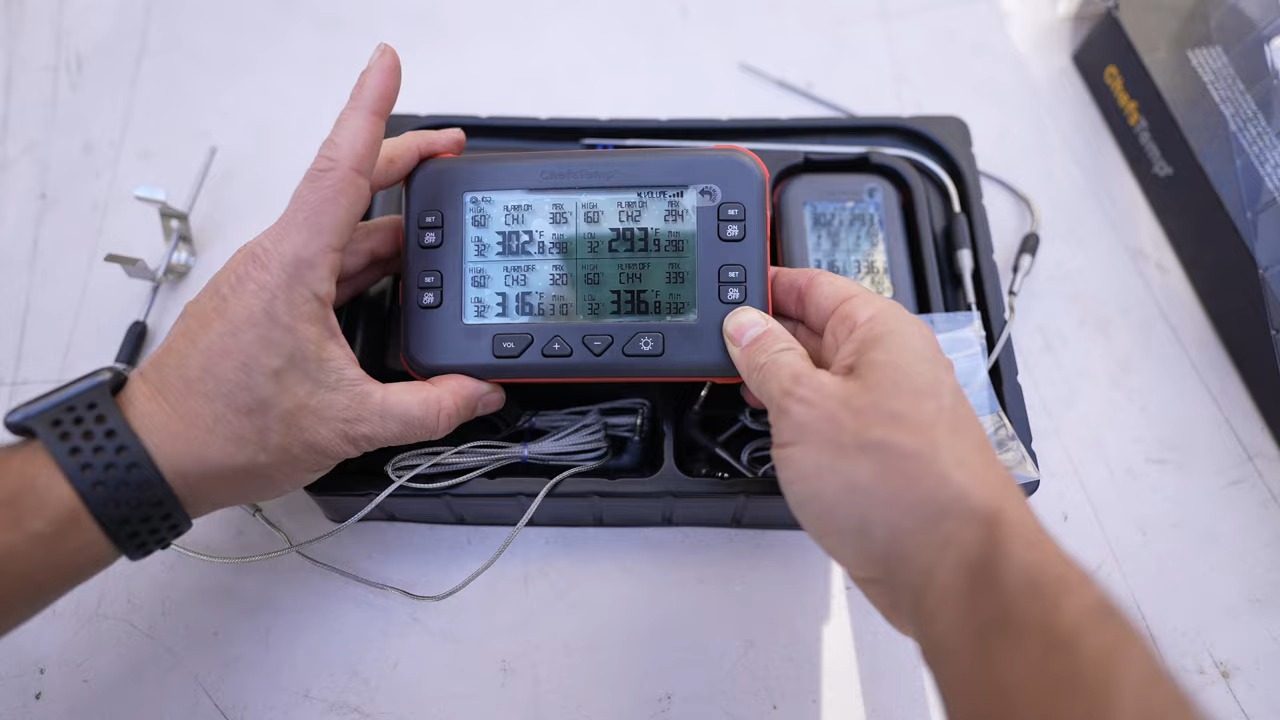 ChefsTemp
VOLUME
HIGH ALARM ON MAX HIGH ALARM ON MAX
160°F CH1 305°F 160°F CH2 294°F
LOW 302.8°F MIN LOW 293.9°F MIN
32°F 298°F 32°F 290°F
HIGH ALARM OFF MAX HIGH ALARM OFF MAX
160°F CH3 320°F 160°F CH4 339°F
LOW 316.6°F MIN LOW 336.8°F MIN
32°F 310°F 32°F 332°F
SET
ON
OFF
SET
ON
OFF
SET
ON
OFF
SET
ON
OFF
VOL + −
ChefsTemp